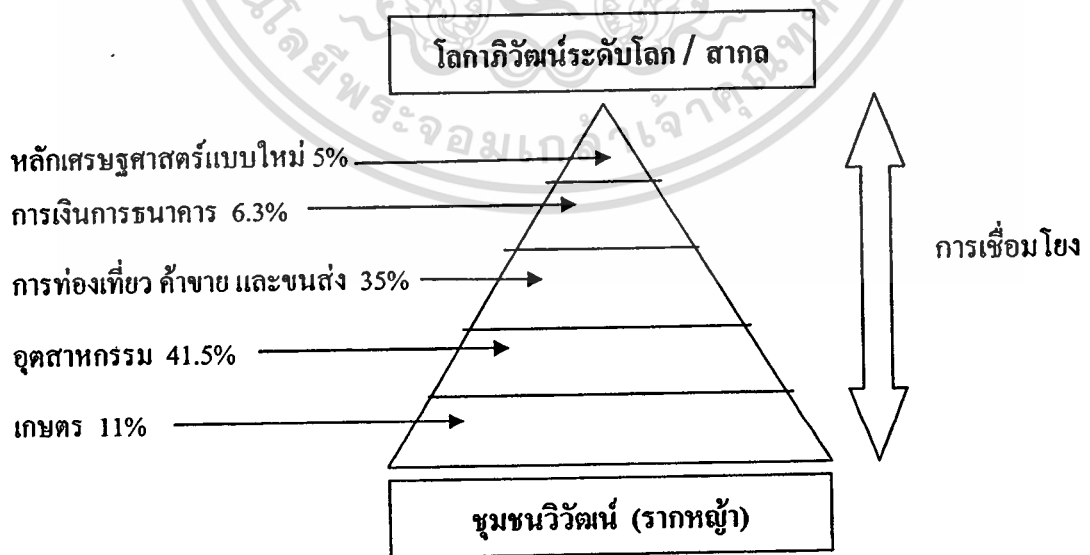 โลกาภิวัฒน์ระดับโลก / สากล
หลักเศรษฐศาสตร์แบบใหม่ 5%
การเงินการธนาคาร 6.3%
การท่องเที่ยว ค้าขาย และขนส่ง 35%
อุตสาหกรรม 41.5%
เกษตร 11%
การเชื่อมโยง
ชุมชนวิวัฒน์ (รากหญ้า)